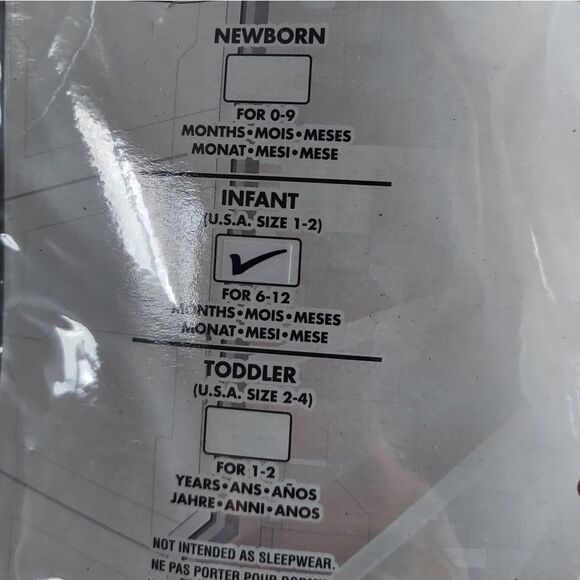 NEWBORN
FOR 0-9
MONTHS•MOIS•MESES
MONAT•MESI•MESE
INFANT
(U.S.A. SIZE 1-2)
FOR 6-12
MONTHS•MOIS•MESES
MONAT•MESI•MESE
TODDLER
(U.S.A. SIZE 2-4)
FOR 1-2
YEARS•ANS•AÑOS
JAHRE•ANNI•ANOS
NOT INTENDED AS SLEEPWEAR.
NE PAS PORTER POUR